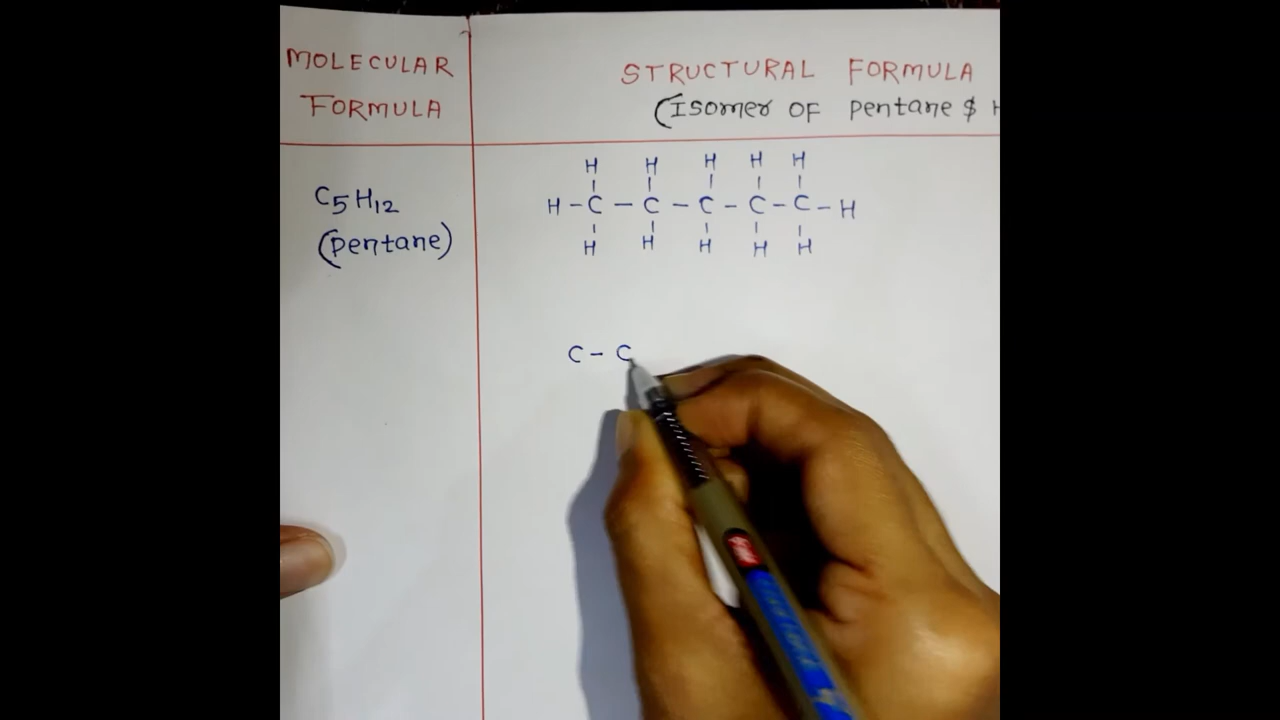 MOLECULAR
FORMULA
STRUCTURAL FORMULA
(Isomer OF pentane $ H
C5H12
(pentane)
H H H H H
H - C - C - C - C - C - H
H H H H H
C - C